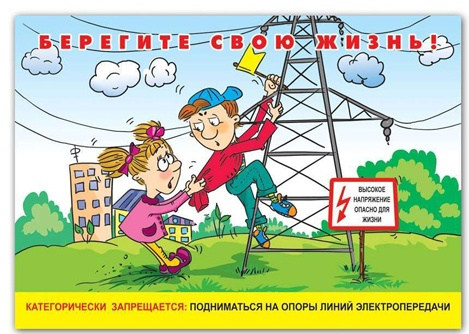 БЕРЕГИТЕ СВОЮ ЖИЗНЬ!
ВЫСОКОЕ
НАПРЯЖЕНИЕ
ОПАСНО ДЛЯ
ЖИЗНИ
КАТЕГОРИЧЕСКИ ЗАПРЕЩАЕТСЯ: ПОДНИМАТЬСЯ НА ОПОРЫ ЛИНИЙ ЭЛЕКТРОПЕРЕДАЧИ